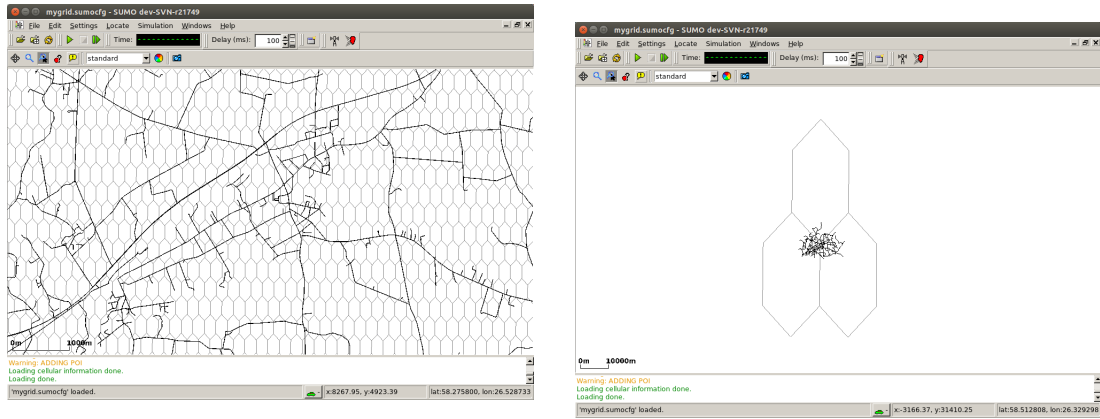 mygrid.sumocfg - SUMO dev-SVN-r21749
File Edit Settings Locate Simulation Windows Help
Time: Delay (ms): 100
standard
0m 1000m
Warning: ADDING POI
Loading cellular information done.
Loading done.
'mygrid.sumocfg' loaded. x:8267.95, y:4923.39 lat:58.275800, lon:26.528733
mygrid.sumocfg - SUMO dev-SVN-r21749
File Edit Settings Locate Simulation Windows Help
Time: Delay (ms): 100
standard
0m 10000m
Warning: ADDING POI
Loading cellular information done.
Loading done.
'mygrid.sumocfg' loaded. x:-3166.37, y:31410.25 lat:58.512808, lon:26.329298